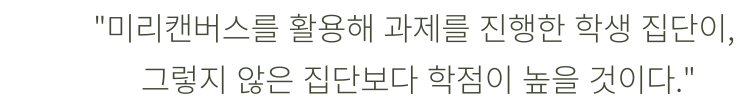 "미리캔버스를 활용해 과제를 진행한 학생 집단이,
그렇지 않은 집단보다 학점이 높을 것이다."